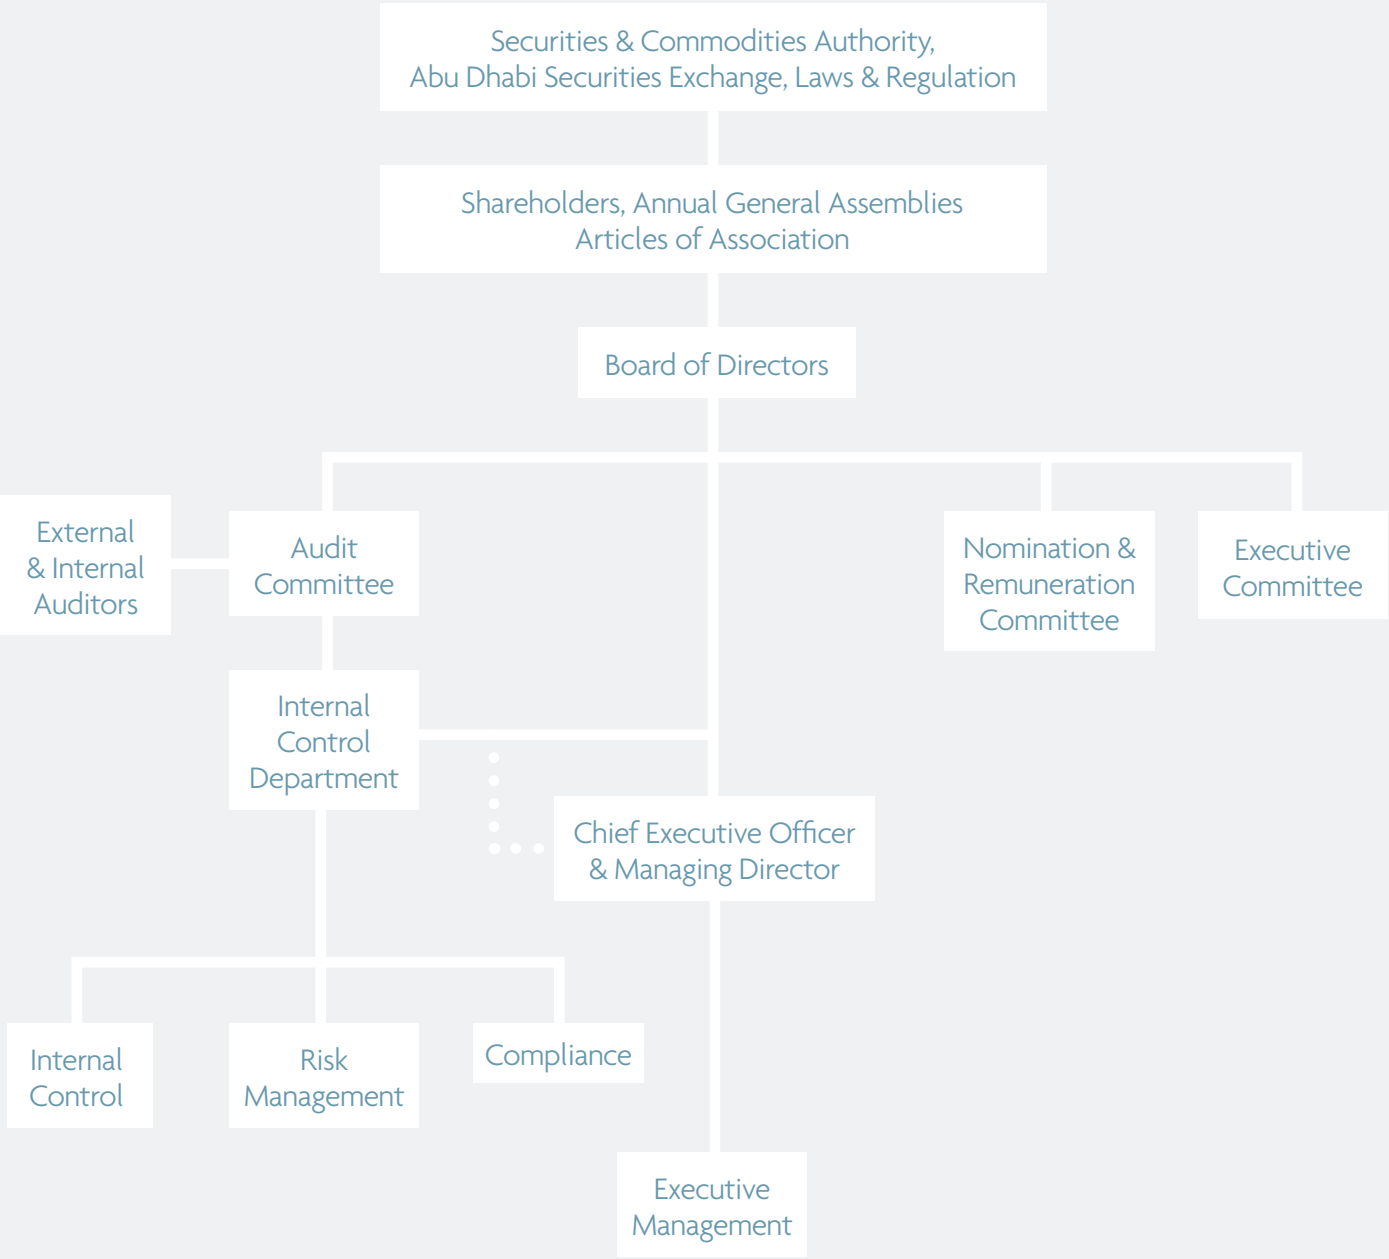 Securities & Commodities Authority,
Abu Dhabi Securities Exchange, Laws & Regulation
Shareholders, Annual General Assemblies
Articles of Association
Board of Directors
External
& Internal
Auditors
Audit
Committee
Nomination &
Remuneration
Committee
Executive
Committee
Internal
Control
Department
Chief Executive Officer
& Managing Director
Internal
Control
Risk
Management
Compliance
Executive
Management